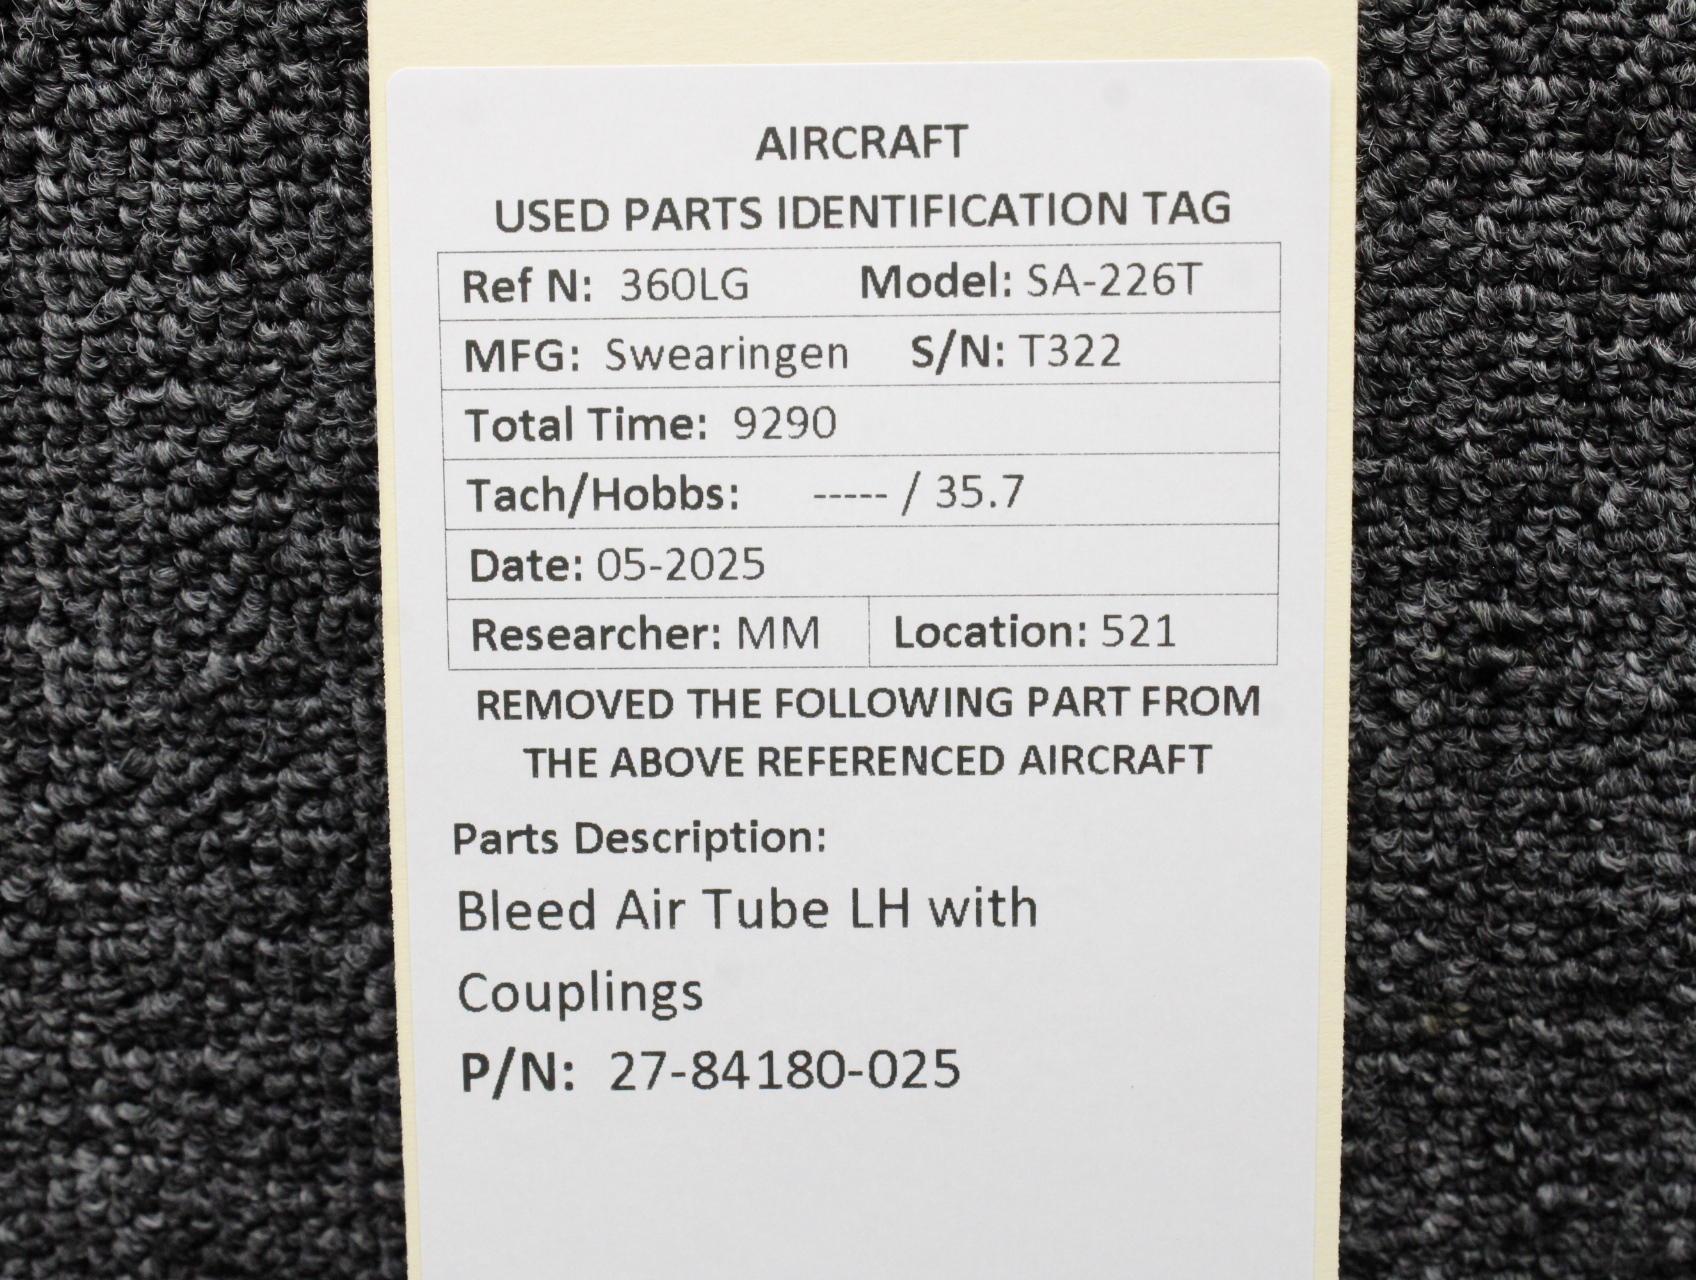 AIRCRAFT
USED PARTS IDENTIFICATION TAG
Ref N: 360LG Model: SA-226T
MFG: Swearingen S/N: T322
Total Time: 9290
Tach/Hobbs: ----- / 35.7
Date: 05-2025
Researcher: MM Location: 521
REMOVED THE FOLLOWING PART FROM
THE ABOVE REFERENCED AIRCRAFT
Parts Description:
Bleed Air Tube LH with
Couplings
P/N: 27-84180-025